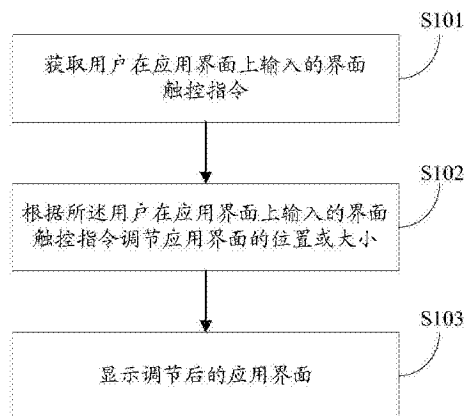 S101
获取用户在应用界面上输入的界面
触控指令
S102
根据所述用户在应用界面上输入的界面
触控指令调节应用界面的位置或大小
S103
显示调节后的应用界面